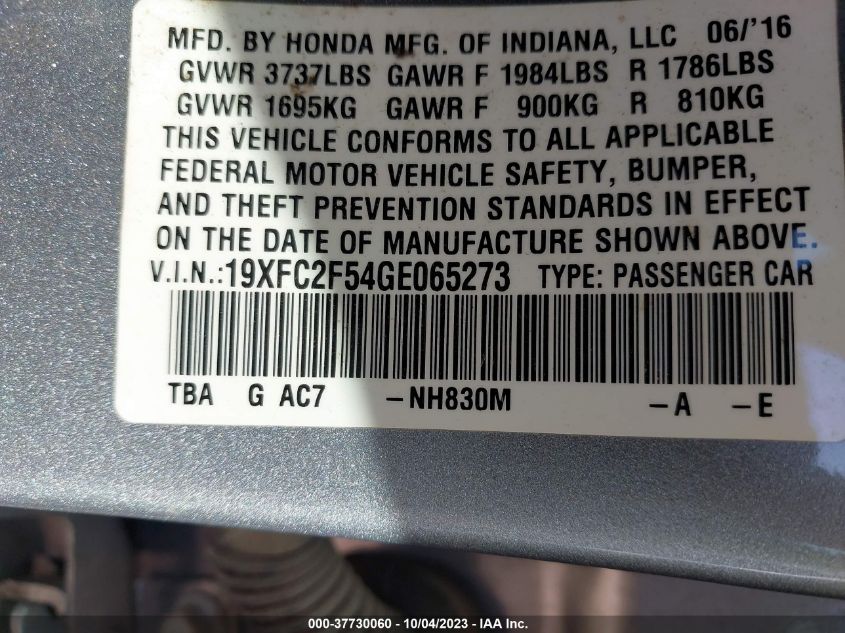 MFD. BY HONDA MFG. OF INDIANA, LLC 06/'16
GVWR 3737LBS GAWR F 1984LBS R 1786LBS
GVWR 1695KG GAWR F 900KG R 810KG
THIS VEHICLE CONFORMS TO ALL APPLICABLE
FEDERAL MOTOR VEHICLE SAFETY, BUMPER,
AND THEFT PREVENTION STANDARDS IN EFFECT
ON THE DATE OF MANUFACTURE SHOWN ABOVE.
V.I.N.:19XFC2F54GE065273 TYPE: PASSENGER CAR
TBA G AC7 -NH830M -A -E
000-37730060 - 10/04/2023 - IAA Inc.